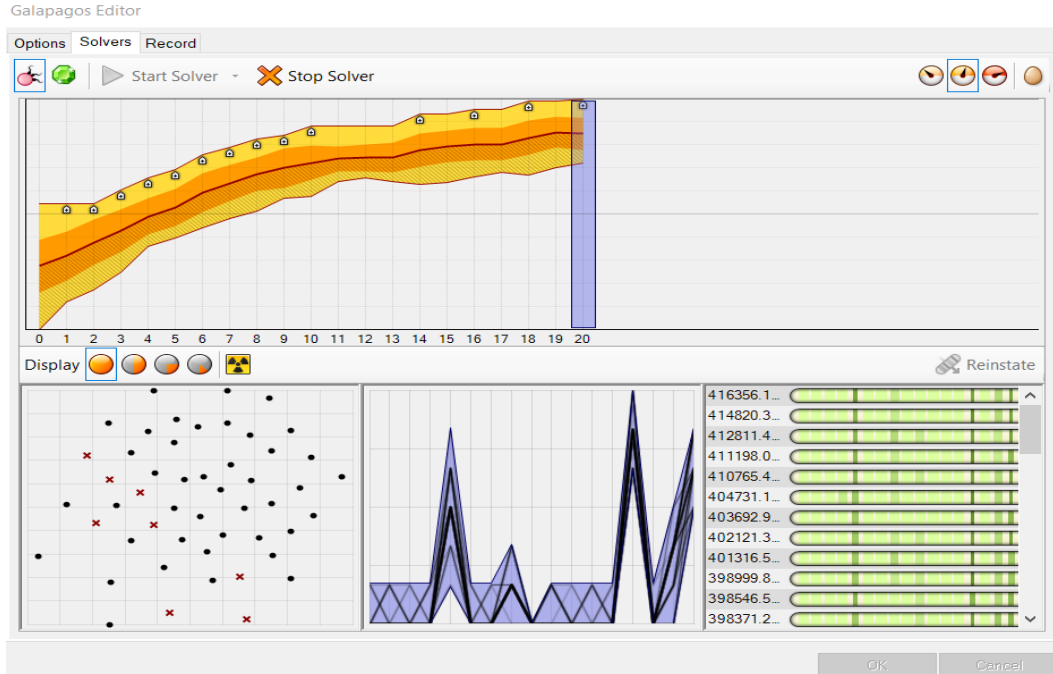 Galapagos Editor
Options Solvers Record
Start Solver Stop Solver
0 1 2 3 4 5 6 7 8 9 10 11 12 13 14 15 16 17 18 19 20
Display Reinstate
416356.1...
414820.3...
412811.4...
411198.0...
410765.4...
404731.1...
403692.9...
402121.3...
401316.5...
398999.8...
398546.5...
398371.2...
OK Cancel